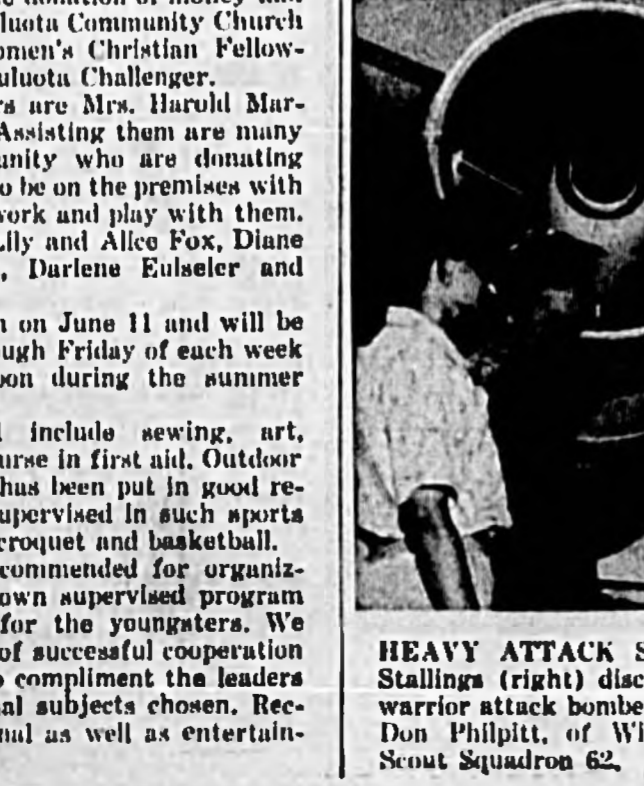 e donation of money and
uluota Community Church
omen's Christian Fellow-
uluota Challenger.
rs are Mrs. Harold Mar-
Assisting them are many
unity who are donating
o be on the premises with
work and play with them.
Lily and Alice Fox, Diane
, Darlene Eulseler and
n on June 11 and will be
ough Friday of each week
oon during the summer
l include sewing, art,
urse in first aid. Outdoor
has been put in good re-
upervised in such sports
croquet and basketball.
commended for organiz-
own supervised program
for the youngsters. We
of successful cooperation
o compliment the leaders
nal subjects chosen. Rec-
nal as well as entertain-
HEAVY ATTACK S
Stallings (right) disc
warrior attack bombe
Don Philpitt, of Wi
Scout Squadron 62.